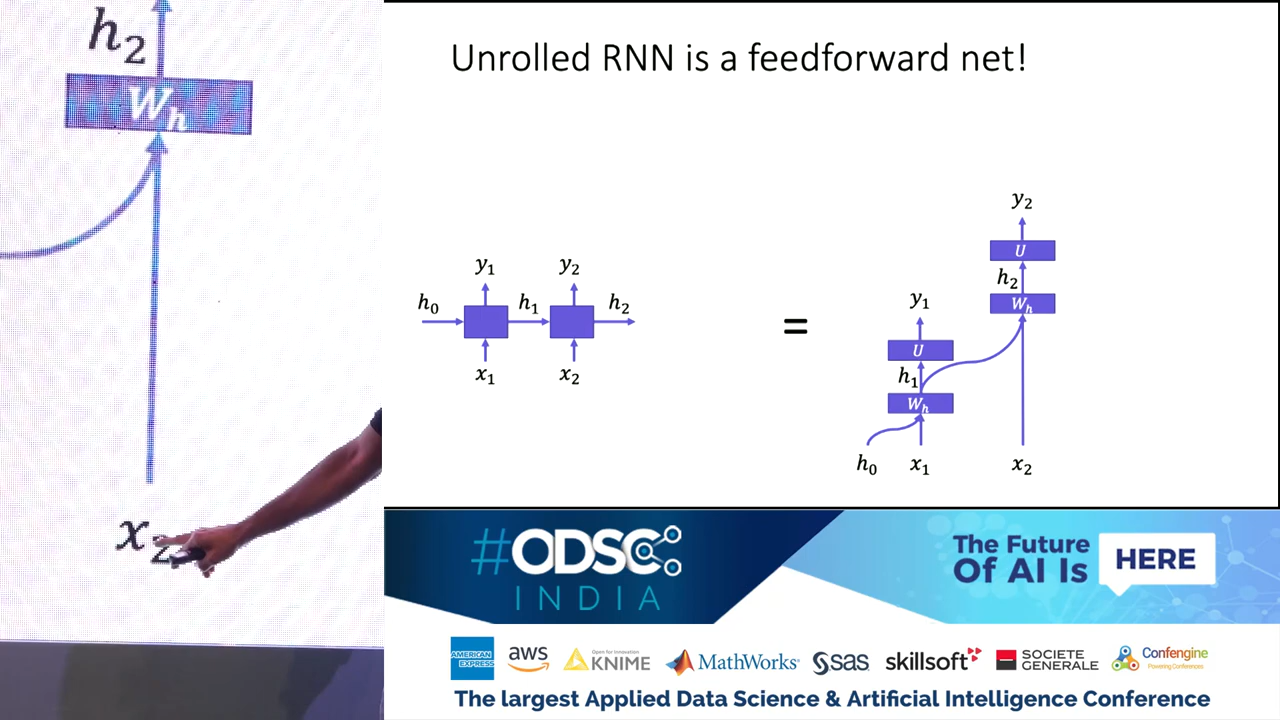 h₂
Wₕ
x₂
Unrolled RNN is a feedforward net!
y₁ y₂
h₀ h₁ h₂
x₁ x₂
=
y₂
U
h₂
Wₕ
y₁
U
h₁
Wₕ
h₀ x₁ x₂
#ODSC
INDIA
The Future
Of AI Is
HERE
AMERICAN
EXPRESS
aws
Open for Innovation
KNIME
MathWorks®
sas
skillsoft
SOCIETE
GENERALE
Confengine
Powering Conferences
The largest Applied Data Science & Artificial Intelligence Conference